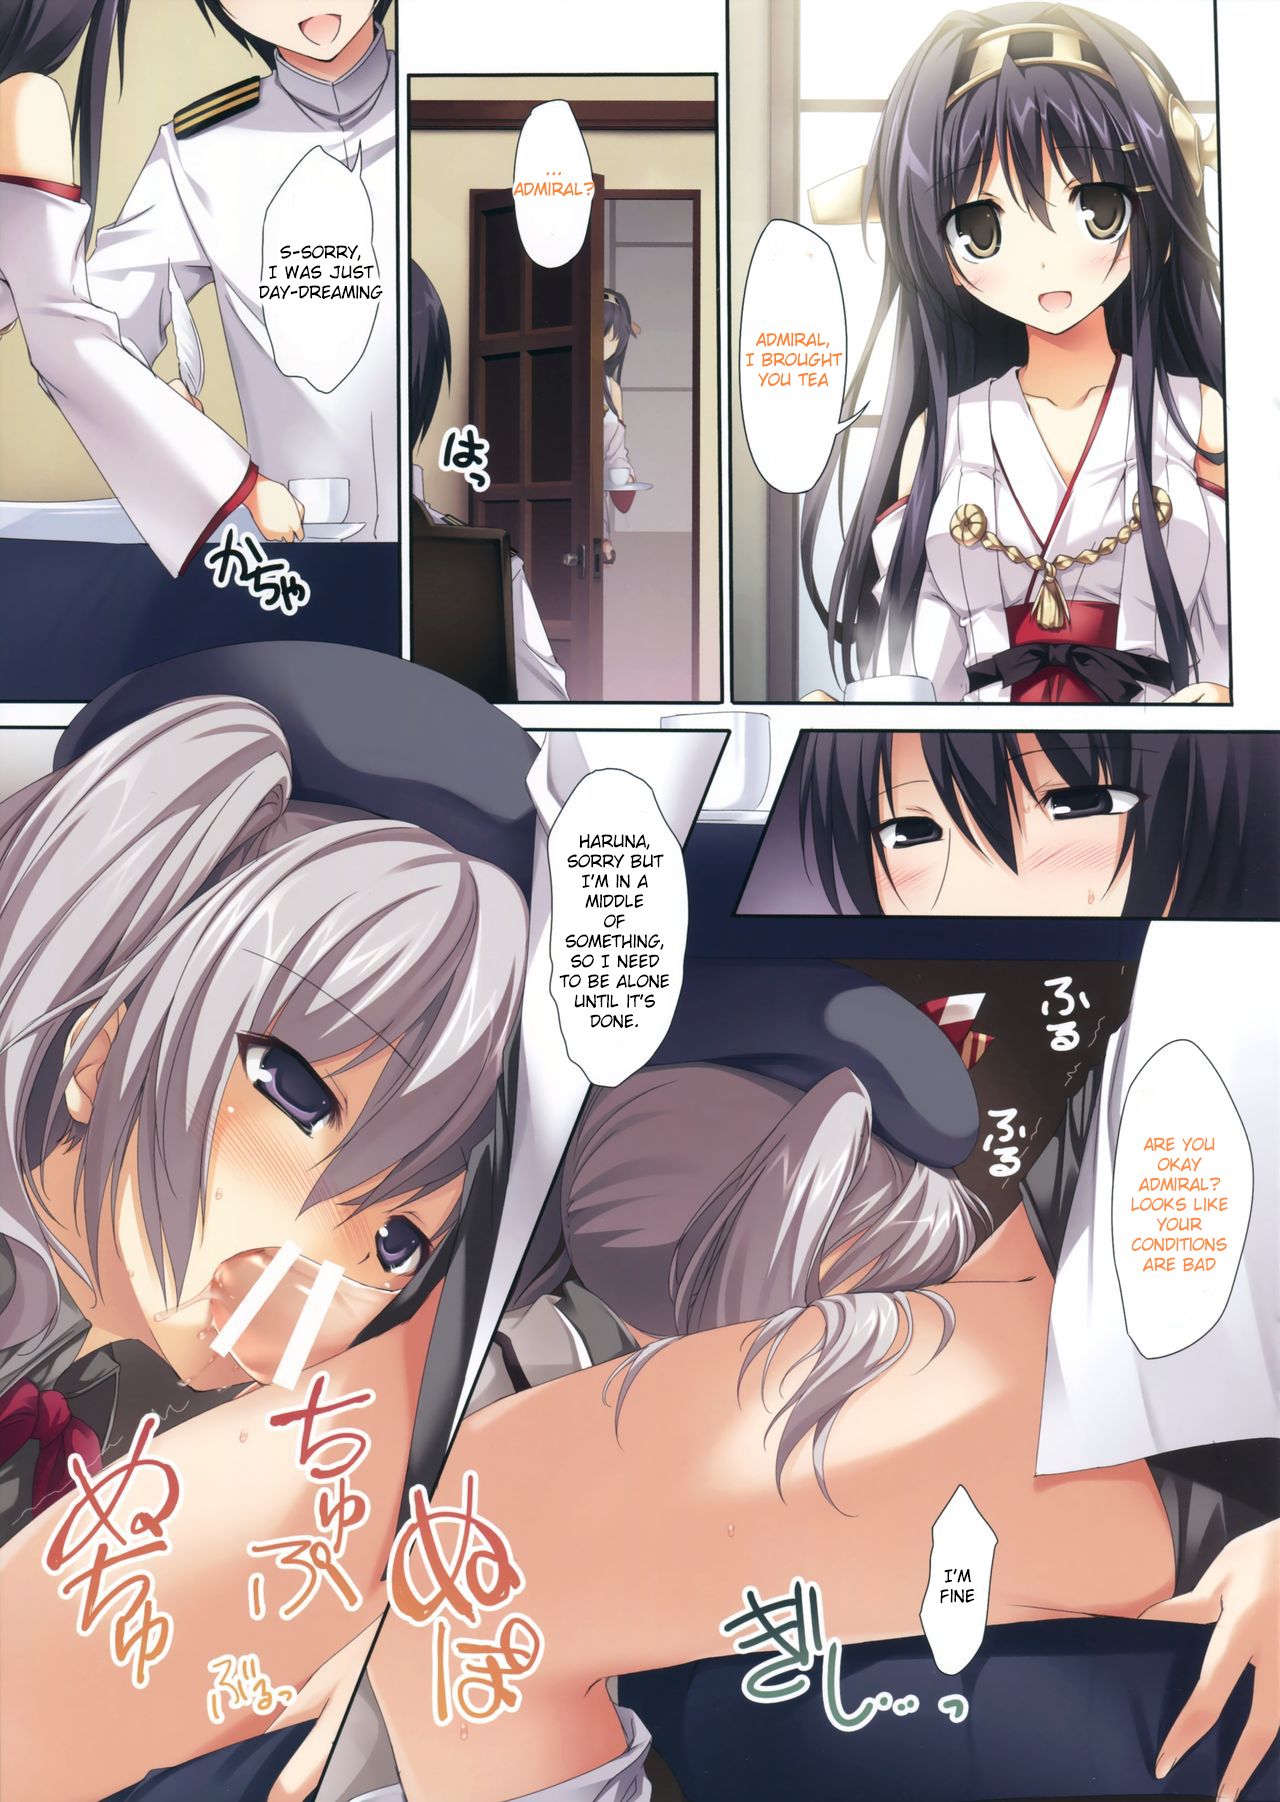 ADMIRAL,
I BROUGHT
YOU TEA
...
ADMIRAL?
はっ
S-SORRY,
I WAS JUST
DAY-DREAMING
かちゃ
ARE YOU
OKAY
ADMIRAL?
LOOKS LIKE
YOUR
CONDITIONS
ARE BAD
ふる
ふる
I'M
FINE
ぎし…っ
HARUNA,
SORRY BUT
I'M IN A
MIDDLE
OF
SOMETHING,
SO I NEED
TO BE ALONE
UNTIL IT'S
DONE.
ぬぽ
ちゅ
ぷ
ぶるっ
ぬ
ちゅ